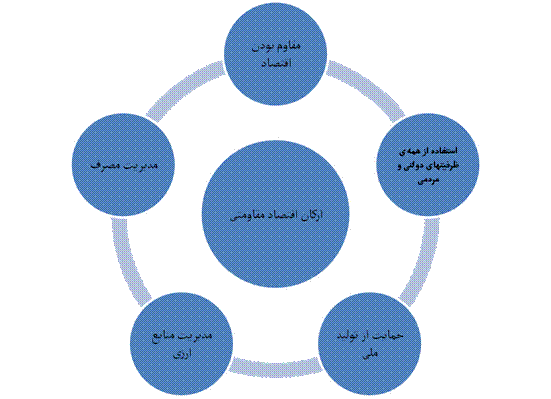 مقاوم بودن
اقتصاد
استفاده از همه‌ی
ظرفیتهای دولتی و
مردمی
حمایت از تولید
ملی
مدیریت منابع
ارزی
مدیریت مصرف
ارکان اقتصاد مقاومتی